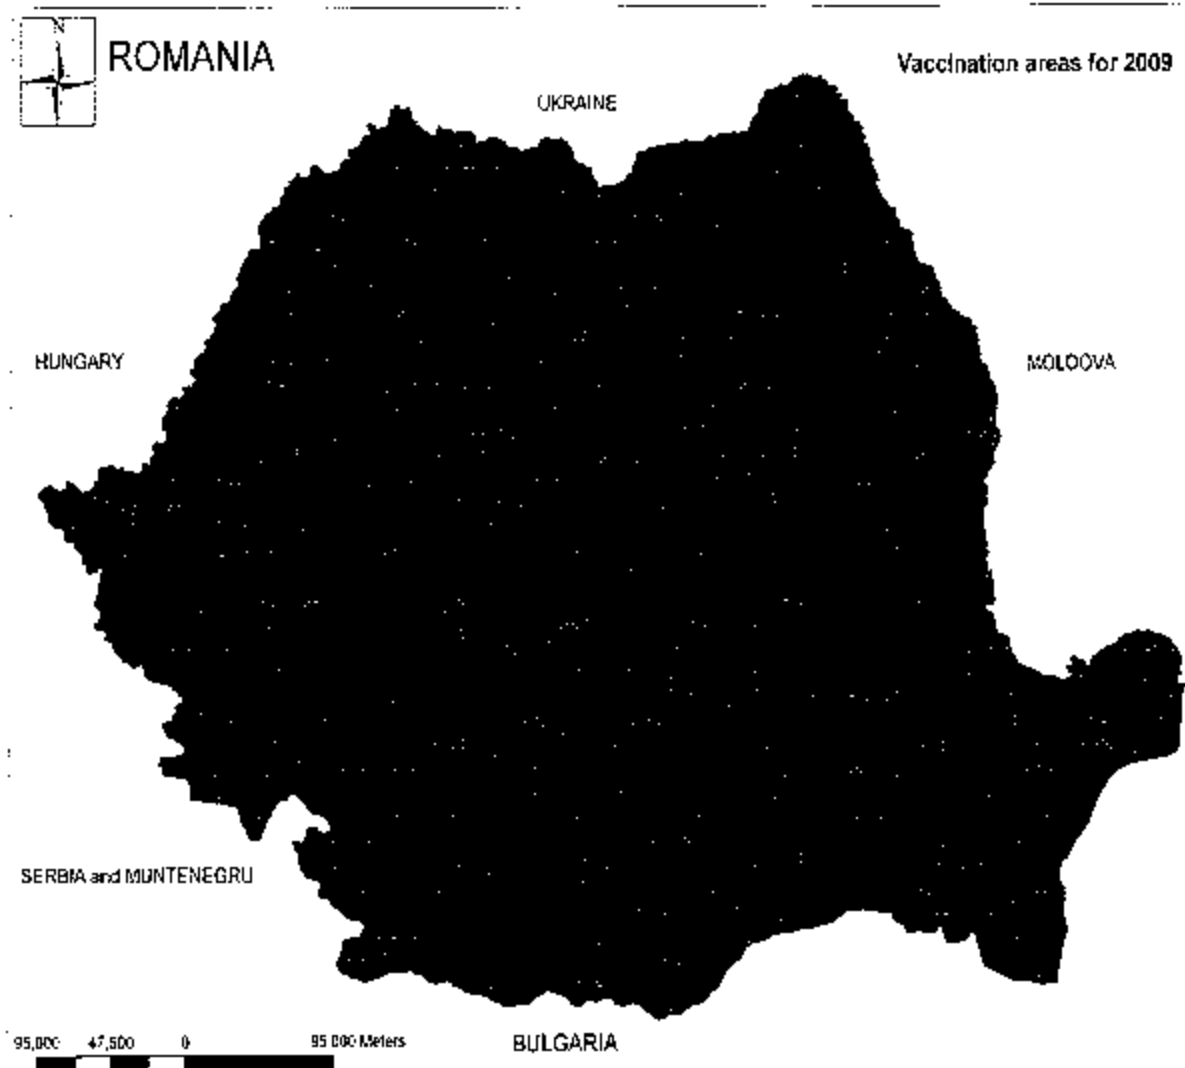 N
ROMANIA
Vaccination areas for 2009
UKRAINE
HUNGARY
MOLDOVA
SERBIA and MUNTENEGRU
95,000 47,500 0 95 000 Meters
BULGARIA